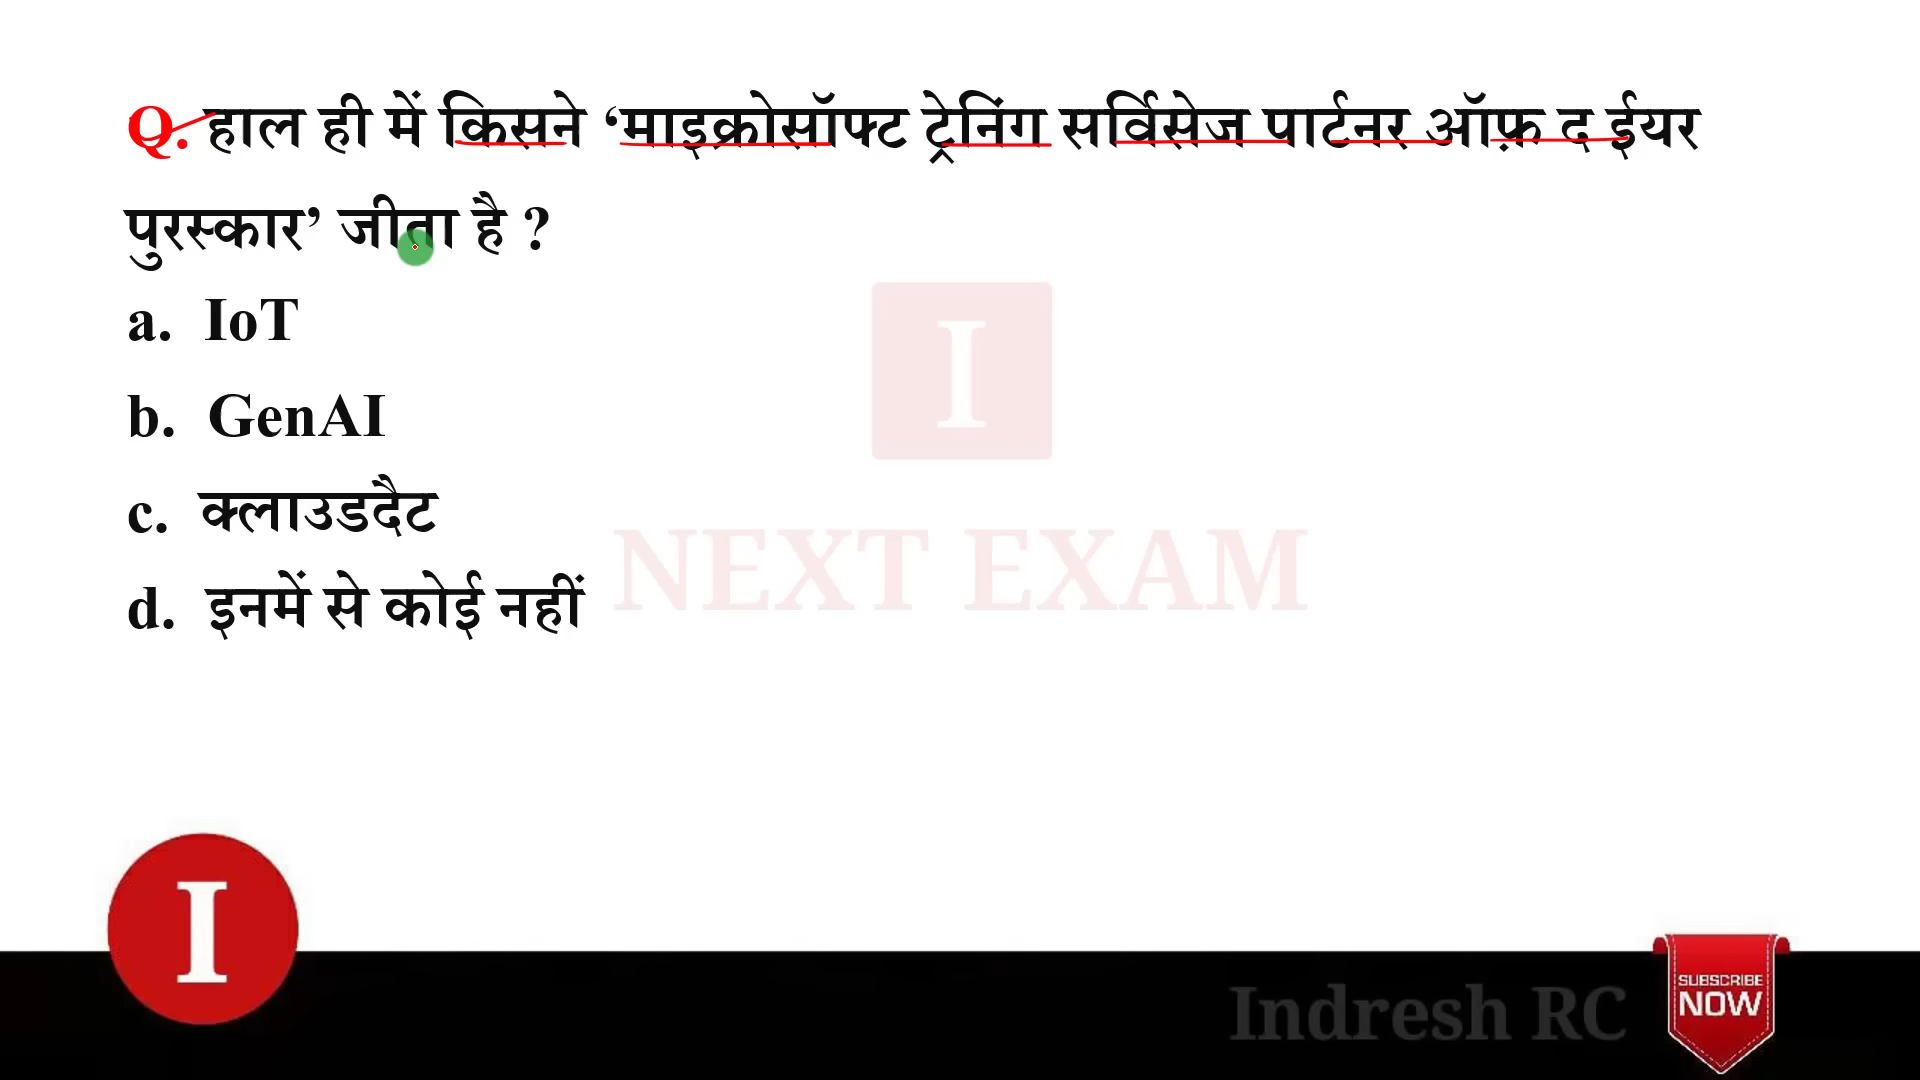 Q. हाल ही में किसने ‘माइक्रोसॉफ्ट ट्रेनिंग सर्विसेज पार्टनर ऑफ़ द ईयर
पुरस्कार’ जीता है ?
a. IoT
b. GenAI
c. क्लाउडदैट
d. इनमें से कोई नहीं
I
NEXT EXAM
I
Indresh RC
SUBSCRIBE
NOW